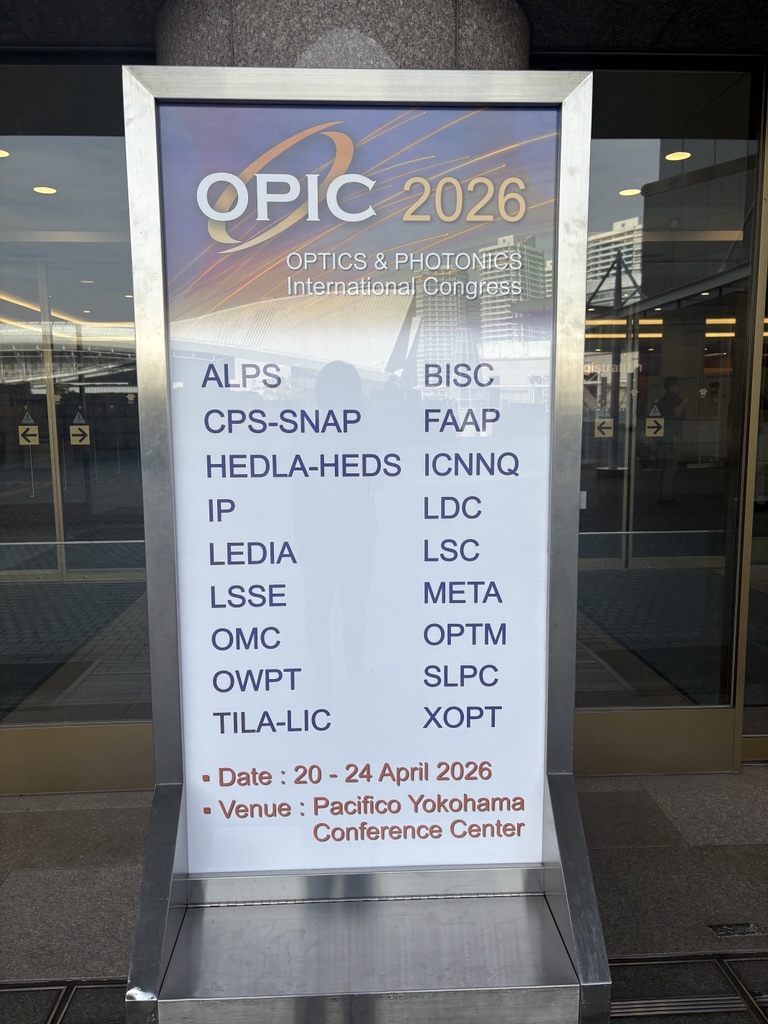 OPIC 2026
OPTICS & PHOTONICS
International Congress
ALPS BISC
CPS-SNAP FAAP
HEDLA-HEDS ICNNQ
IP LDC
LEDIA LSC
LSSE META
OMC OPTM
OWPT SLPC
TILA-LIC XOPT
▪ Date : 20 - 24 April 2026
▪ Venue : Pacifico Yokohama
Conference Center